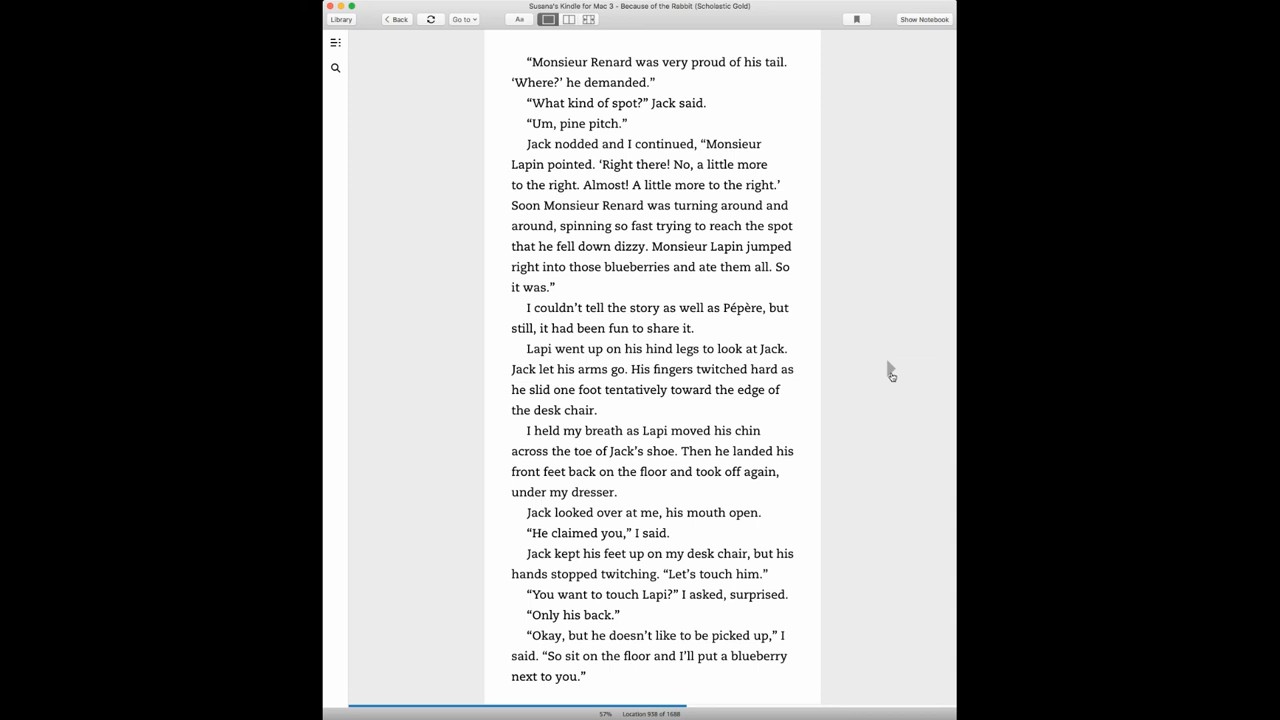 Susana's Kindle for Mac 3 - Because of the Rabbit (Scholastic Gold)
Library
Back
Go to
Aa
Show Notebook
“Monsieur Renard was very proud of his tail.
‘Where?’ he demanded.”
“What kind of spot?” Jack said.
“Um, pine pitch.”
Jack nodded and I continued, “Monsieur
Lapin pointed. ‘Right there! No, a little more
to the right. Almost! A little more to the right.’
Soon Monsieur Renard was turning around and
around, spinning so fast trying to reach the spot
that he fell down dizzy. Monsieur Lapin jumped
right into those blueberries and ate them all. So
it was.”
I couldn’t tell the story as well as Pépère, but
still, it had been fun to share it.
Lapi went up on his hind legs to look at Jack.
Jack let his arms go. His fingers twitched hard as
he slid one foot tentatively toward the edge of
the desk chair.
I held my breath as Lapi moved his chin
across the toe of Jack’s shoe. Then he landed his
front feet back on the floor and took off again,
under my dresser.
Jack looked over at me, his mouth open.
“He claimed you,” I said.
Jack kept his feet up on my desk chair, but his
hands stopped twitching. “Let’s touch him.”
“You want to touch Lapi?” I asked, surprised.
“Only his back.”
“Okay, but he doesn’t like to be picked up,” I
said. “So sit on the floor and I’ll put a blueberry
next to you.”
57% Location 938 of 1688